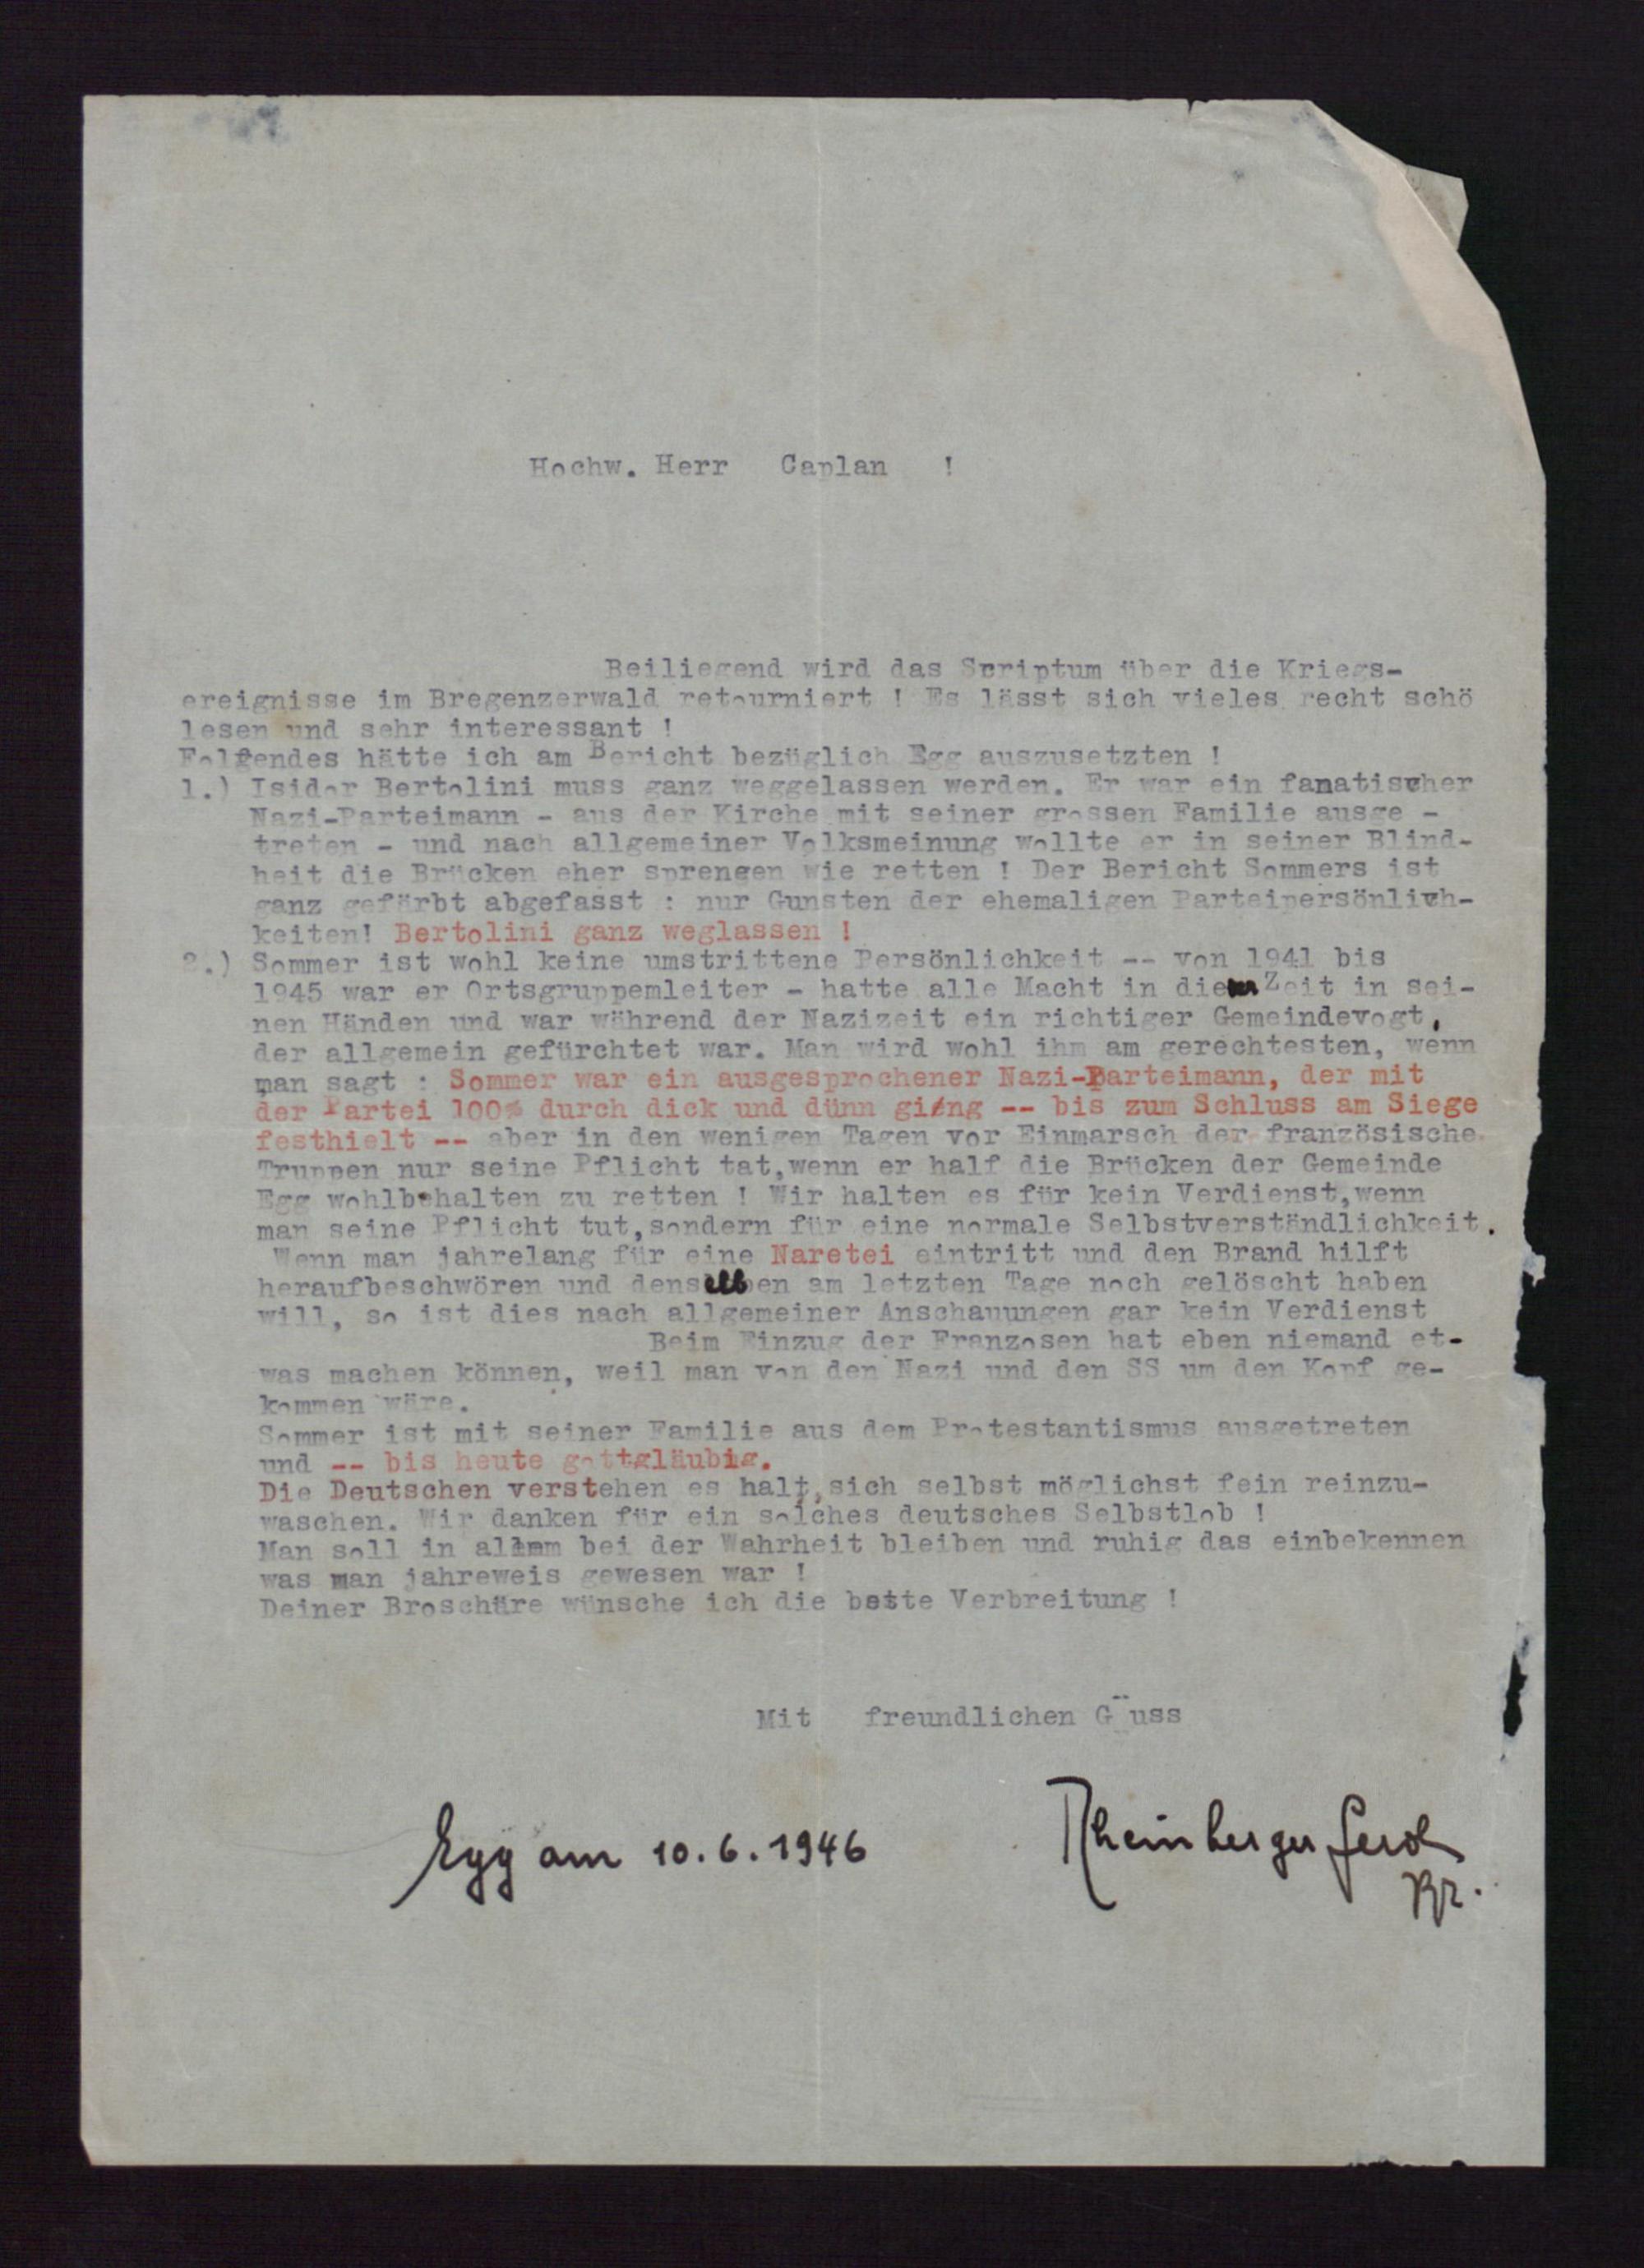 Hochw. Herr Caplan !
Beiliegend wird das Scriptum über die Kriegs-
ereignisse im Bregenzerwald retourniert ! Es lässt sich vieles recht schö
lesen und sehr interessant !
Folgendes hätte ich am Bericht bezüglich Egg auszusetzten !
1.) Isidor Bertolini muss ganz weggelassen werden. Er war ein fanatischer
Nazi-Parteimann - aus der Kirche mit seiner grossen Familie ausge -
treten - und nach allgemeiner Volksmeinung wollte er in seiner Blind-
heit die Brücken eher sprengen wie retten ! Der Bericht Sommers ist
ganz gefärbt abgefasst : nur Gunsten der ehemaligen Parteipersönlich-
keiten! Bertolini ganz weglassen !
2.) Sommer ist wohl keine umstrittene Persönlichkeit -- von 1941 bis
1945 war er Ortsgruppemleiter - hatte alle Macht in dieer Zeit in sei-
nen Händen und war während der Nazizeit ein richtiger Gemeindevogt,
der allgemein gefürchtet war. Man wird wohl ihm am gerechtesten, wenn
man sagt : Sommer war ein ausgesprochener Nazi-Parteimann, der mit
der Partei 100% durch dick und dünn ging -- bis zum Schluss am Siege
festhielt -- aber in den wenigen Tagen vor Einmarsch der französische
Truppen nur seine Pflicht tat,wenn er half die Brücken der Gemeinde
Egg wohlbehalten zu retten ! Wir halten es für kein Verdienst,wenn
man seine Pflicht tut,sondern für eine normale Selbstverständlichkeit.
Wenn man jahrelang für eine Naretei eintritt und den Brand hilft
heraufbeschwören und denselben am letzten Tage noch gelöscht haben
will, so ist dies nach allgemeiner Anschauungen gar kein Verdienst
Beim Einzug der Franzosen hat eben niemand et-
was machen können, weil man von den Nazi und den SS um den Kopf ge-
kommen wäre.
Sommer ist mit seiner Familie aus dem Protestantismus ausgetreten
und -- bis heute gottgläubig.
Die Deutschen verstehen es halt,sich selbst möglichst fein reinzu-
waschen. Wir danken für ein solches deutsches Selbstlob !
Man soll in allem bei der Wahrheit bleiben und ruhig das einbekennen
was man jahreweis gewesen war !
Deiner Broschäre wünsche ich die beste Verbreitung !
Mit freundlichen Güuss
Egg am 10.6.1946
Rheinberger Ferd
Pfr.